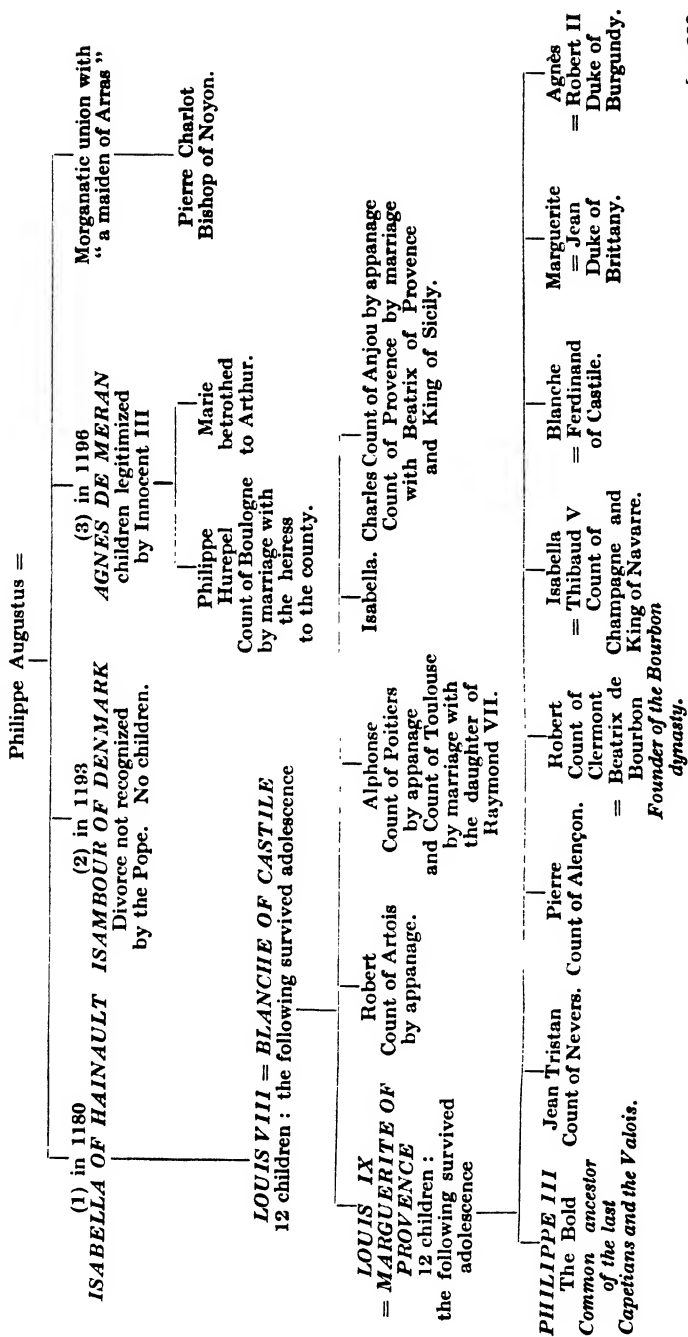 Philippe Augustus =
(1) in 1180
ISABELLA OF HAINAULT
(2) in 1193
ISAMBOUR OF DENMARK
Divorce not recognized
by the Pope. No children.
(3) in 1196
AGNES DE MERAN
children legitimized
by Innocent III
Morganatic union with
" a maiden of Arras "
Philippe
Hurepel
Count of Boulogne
by marriage with
the heiress
to the county.
Marie
betrothed
to Arthur.
Pierre Charlot
Bishop of Noyon.
LOUIS VIII = BLANCHE OF CASTILE
12 children : the following survived adolescence
LOUIS IX
= MARGUERITE OF
PROVENCE
12 children :
the following survived
adolescence
Robert
Count of Artois
by appanage.
Alphonse
Count of Poitiers
by appanage
and Count of Toulouse
by marriage with
the daughter of
Raymond VII.
Isabella.
Charles Count of Anjou by appanage
Count of Provence by marriage
with Beatrix of Provence
and King of Sicily.
PHILIPPE III
The Bold
Common ancestor
of the last
Capetians and the Valois.
Jean Tristan
Count of Nevers.
Pierre
Count of Alençon.
Robert
Count of
Clermont
= Beatrix de
Bourbon
Founder of the Bourbon
dynasty.
Isabella
= Thibaud V
Count of
Champagne and
King of Navarre.
Blanche
= Ferdinand
of Castile.
Marguerite
= Jean
Duke of
Brittany.
Agnès
= Robert II
Duke of
Burgundy.